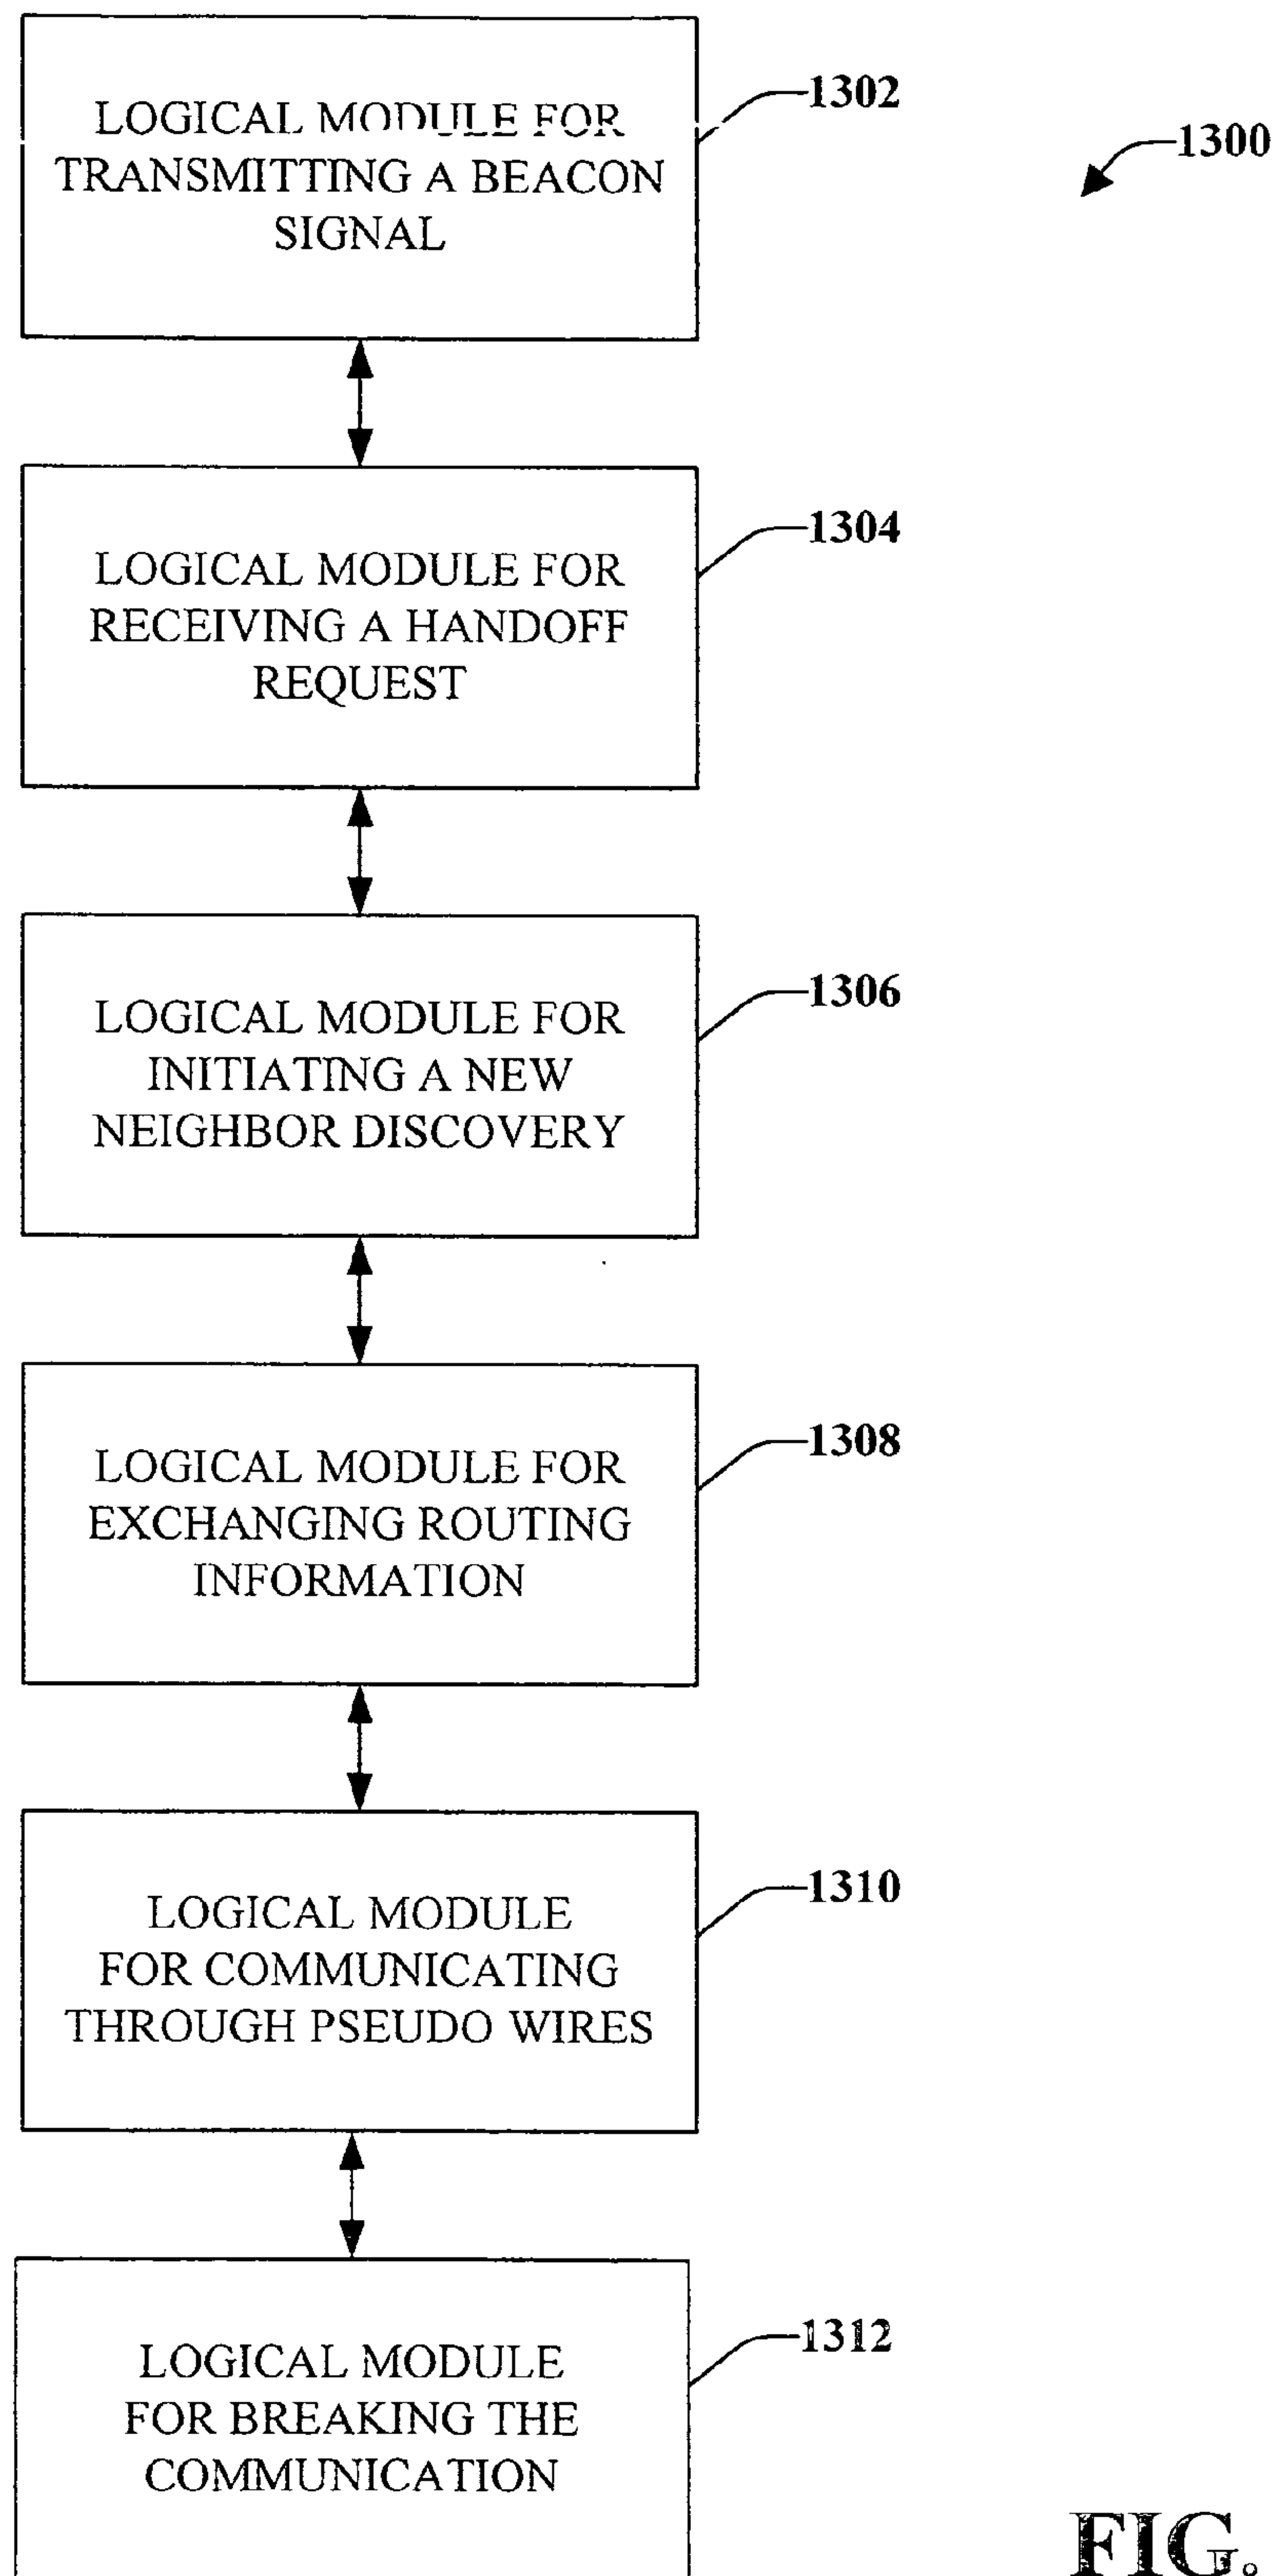 LOGICAL MODULE FOR
TRANSMITTING A BEACON
SIGNAL
1302
1300
LOGICAL MODULE FOR
RECEIVING A HANDOFF
REQUEST
1304
LOGICAL MODULE FOR
INITIATING A NEW
NEIGHBOR DISCOVERY
1306
LOGICAL MODULE FOR
EXCHANGING ROUTING
INFORMATION
1308
LOGICAL MODULE
FOR COMMUNICATING
THROUGH PSEUDO WIRES
1310
LOGICAL MODULE
FOR BREAKING THE
COMMUNICATION
1312
FIG.